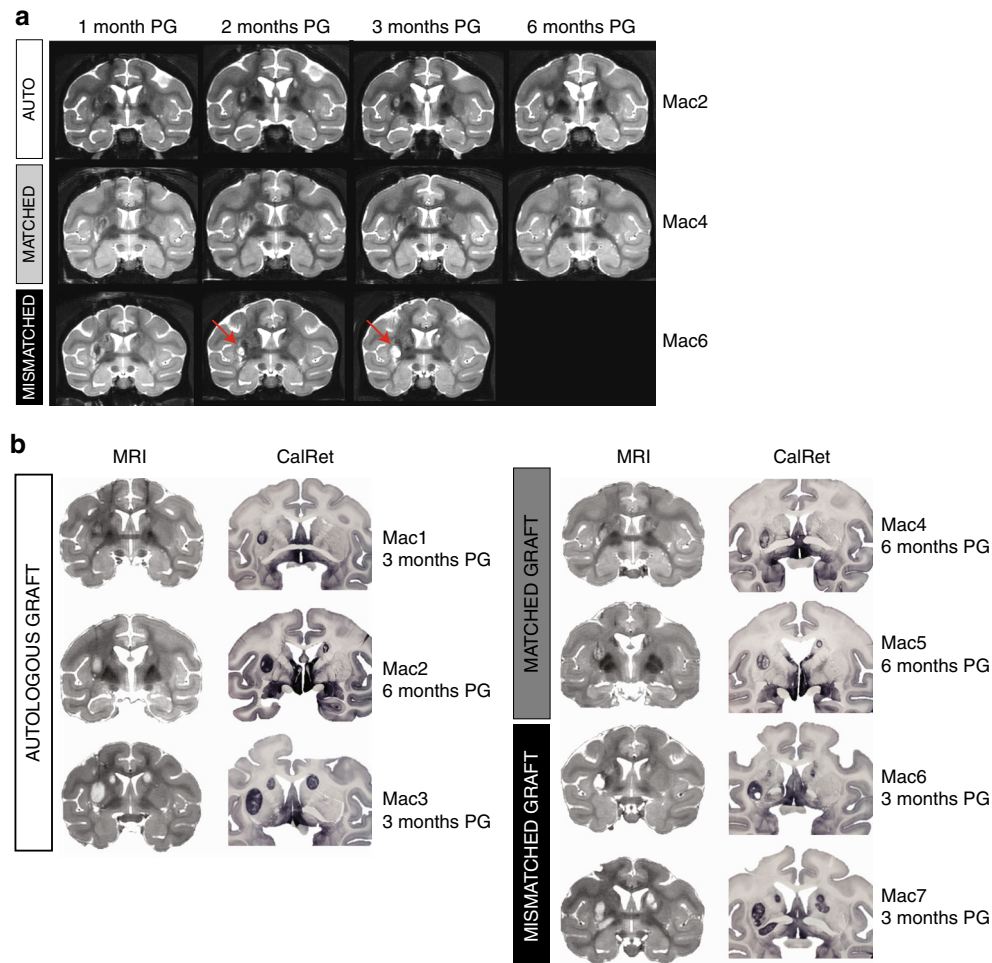 a
1 month PG 2 months PG 3 months PG 6 months PG
AUTO
Mac2
MATCHED
Mac4
MISMATCHED
Mac6
b
MRI CalRet
AUTOLOGOUS GRAFT
Mac1
3 months PG
Mac2
6 months PG
Mac3
3 months PG
MRI CalRet
MATCHED GRAFT
Mac4
6 months PG
Mac5
6 months PG
MISMATCHED GRAFT
Mac6
3 months PG
Mac7
3 months PG